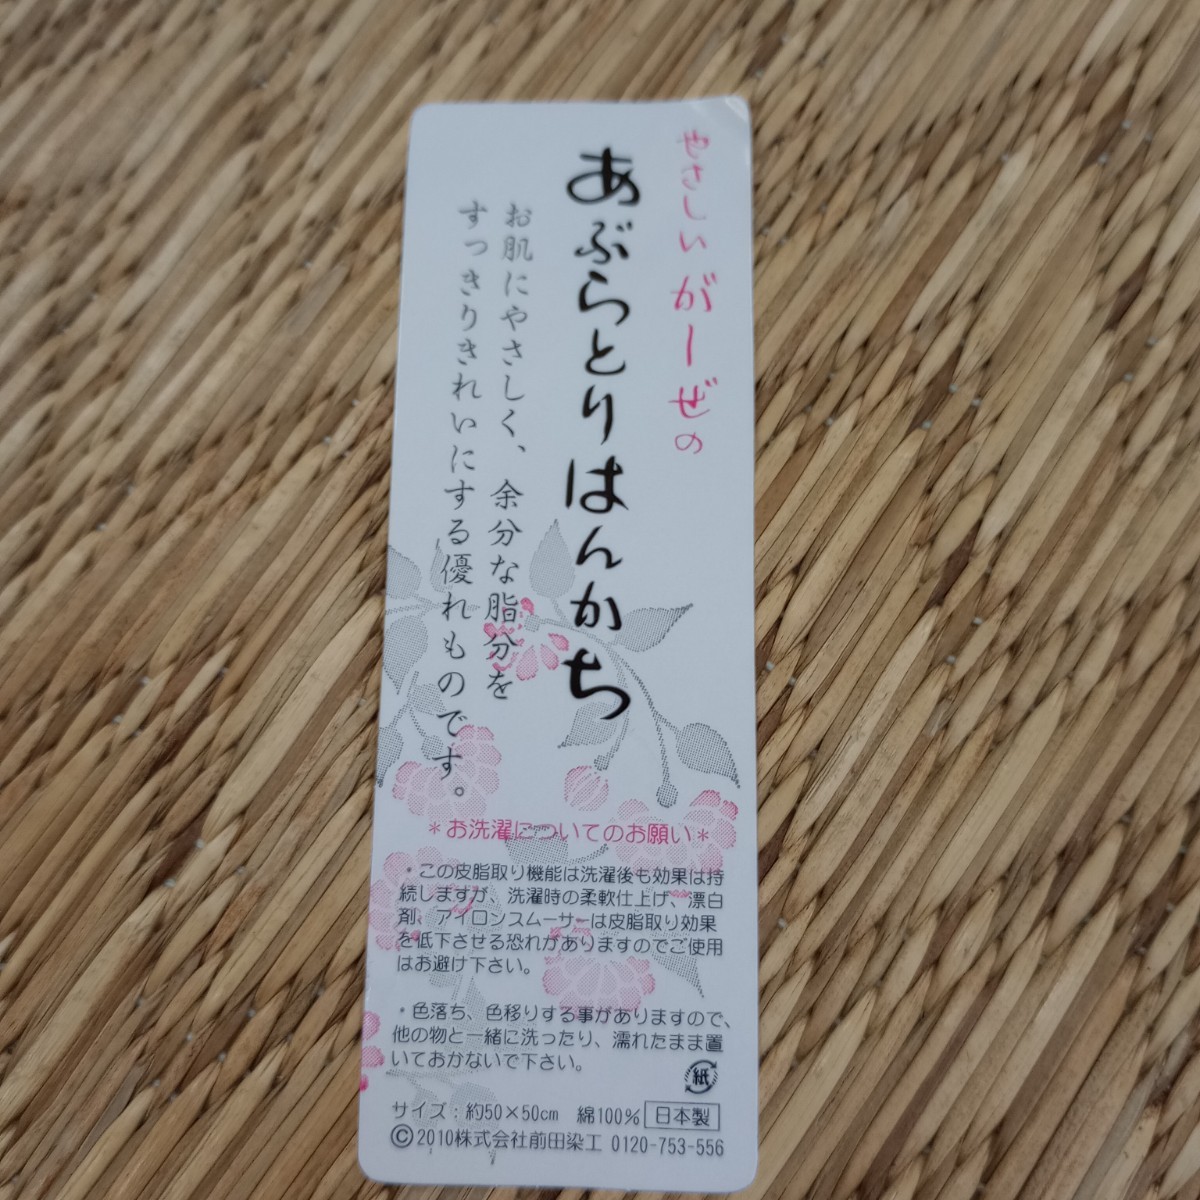 やさしいがーぜの
あぶらとりはんかち
お肌にやさしく、余分な脂分を
すっきりきれいにする優れものです。
＊お洗濯についてのお願い＊
・この皮脂取り機能は洗濯後も効果は持
続しますが、洗濯時の柔軟仕上げ、漂白
剤、アイロンスムーサーは皮脂取り効果
を低下させる恐れがありますのでご使用
はお避け下さい。
・色落ち、色移りする事がありますので、
他の物と一緒に洗ったり、濡れたまま置
いておかないで下さい。
紙
サイズ：約50×50cm 綿100% 日本製
©2010株式会社前田染工 0120-753-556